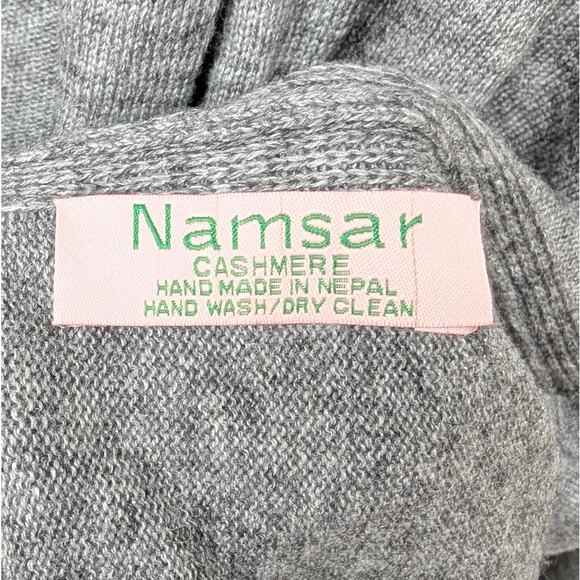 Namsar
CASHMERE
HAND MADE IN NEPAL
HAND WASH/DRY CLEAN